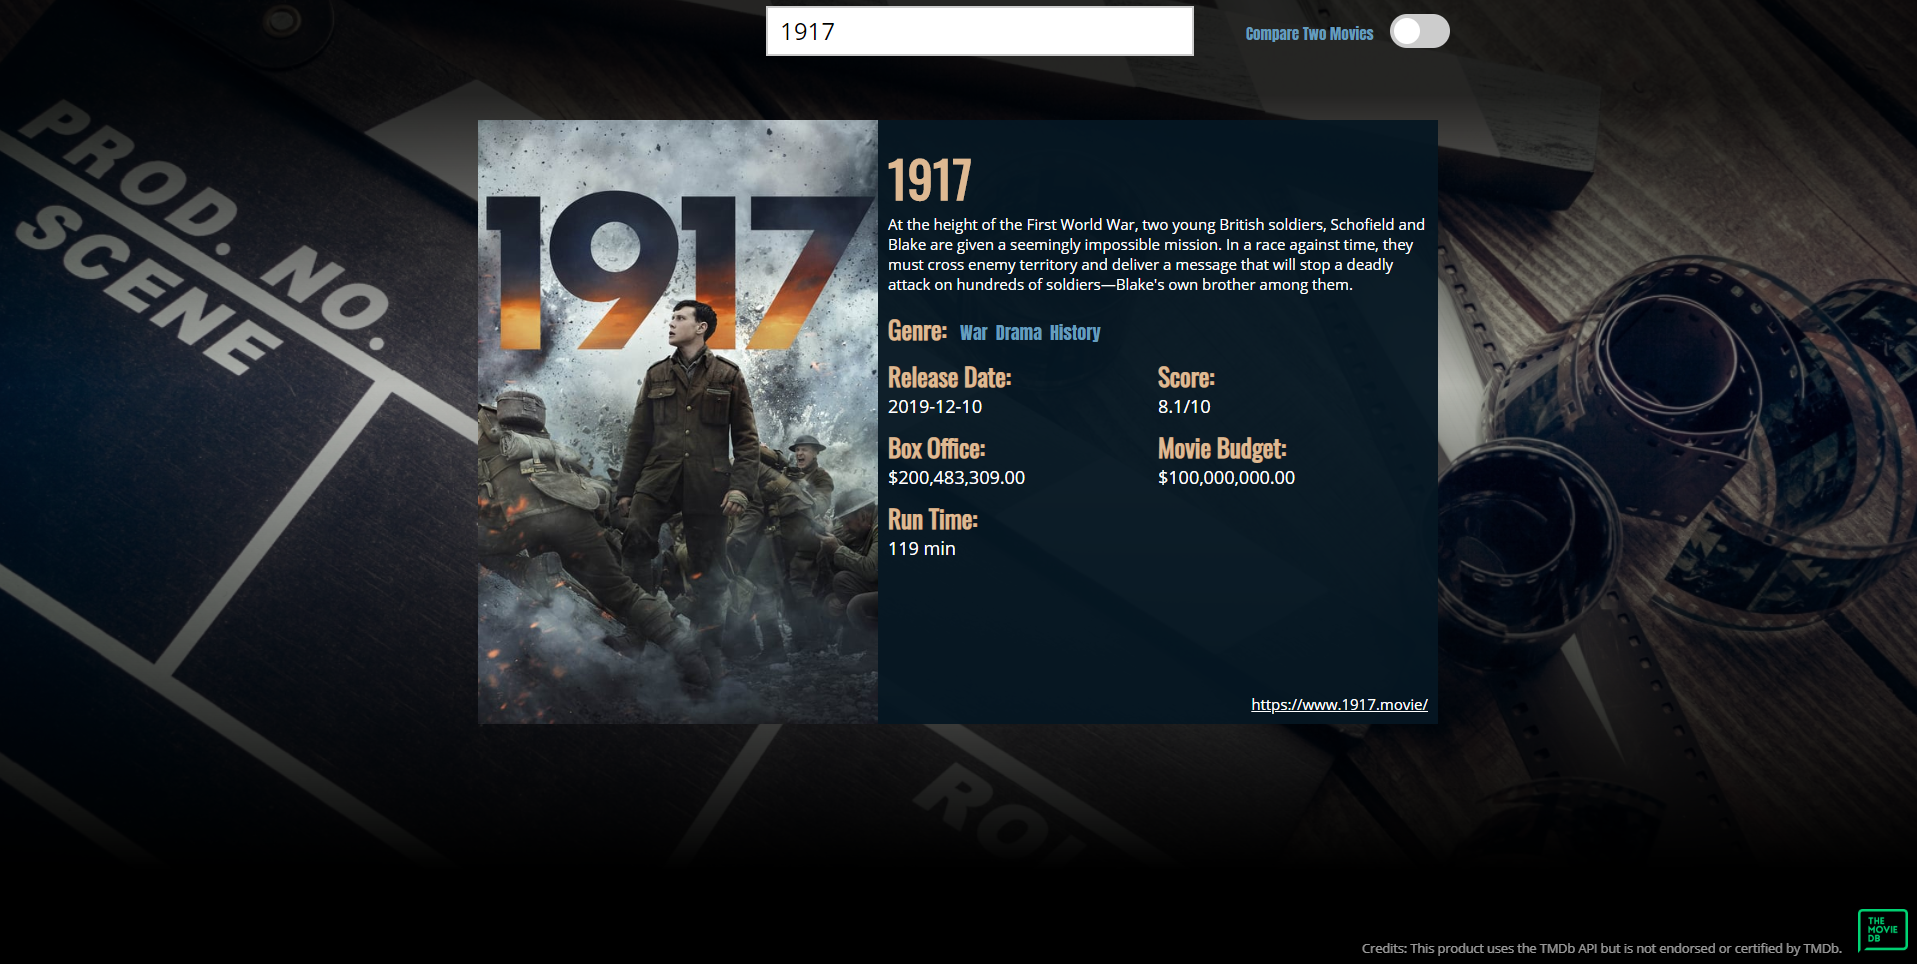 1917
Compare Two Movies
PROD. NO.
SCENE
1917
1917
At the height of the First World War, two young British soldiers, Schofield and
Blake are given a seemingly impossible mission. In a race against time, they
must cross enemy territory and deliver a message that will stop a deadly
attack on hundreds of soldiers—Blake's own brother among them.
Genre: War Drama History
Release Date:
2019-12-10
Score:
8.1/10
Box Office:
$200,483,309.00
Movie Budget:
$100,000,000.00
Run Time:
119 min
https://www.1917.movie/
Credits: This product uses the TMDb API but is not endorsed or certified by TMDb.
THE
MOVIE
DB